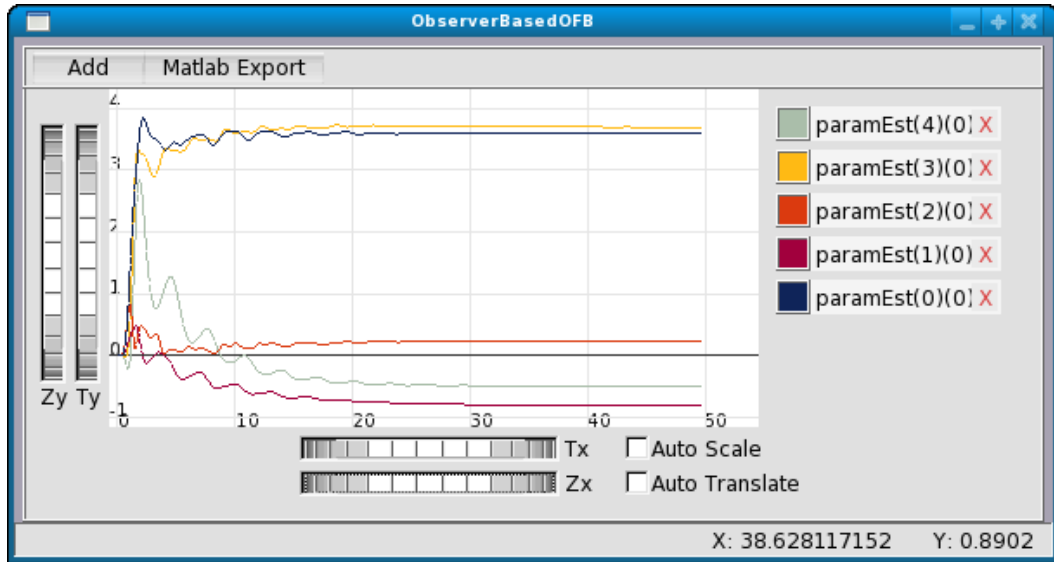 ObserverBasedOFB
Add Matlab Export
4
3
2
1
0
-1
0 10 20 30 40 50
Zy Ty
paramEst(4)(0) X
paramEst(3)(0) X
paramEst(2)(0) X
paramEst(1)(0) X
paramEst(0)(0) X
Tx Auto Scale
Zx Auto Translate
X: 38.628117152 Y: 0.8902